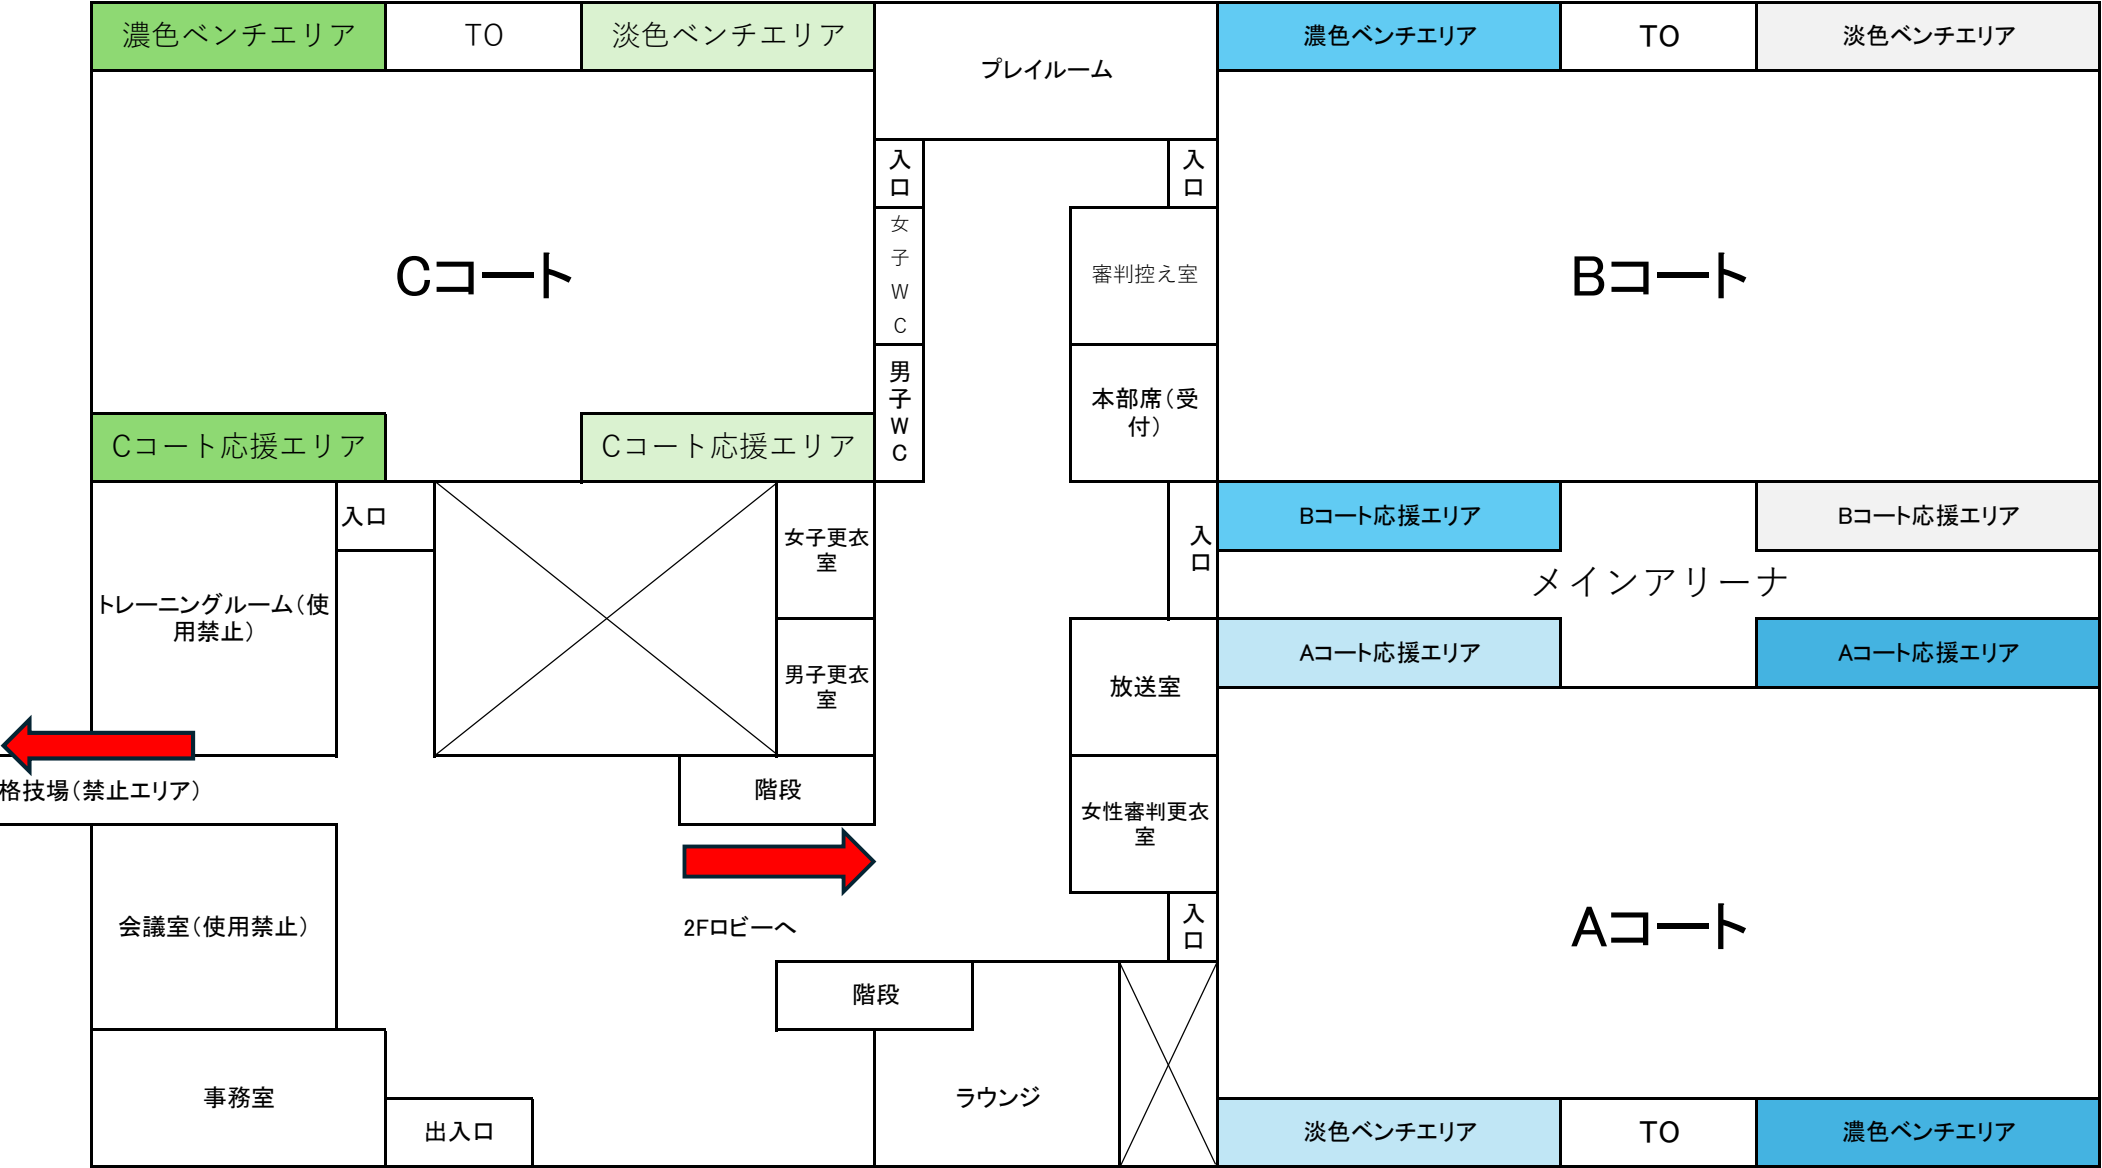 濃色ベンチエリア
TO
淡色ベンチエリア
プレイルーム
濃色ベンチエリア
TO
淡色ベンチエリア
Cコート
入
口
女
子
W
C
男
子
W
C
入
口
審判控え室
本部席(受
付)
Bコート
Cコート応援エリア
Cコート応援エリア
トレーニングルーム(使
用禁止)
入口
女子更衣
室
男子更衣
室
階段
入
口
Bコート応援エリア
Bコート応援エリア
メインアリーナ
Aコート応援エリア
Aコート応援エリア
放送室
女性審判更衣
室
格技場(禁止エリア)
会議室(使用禁止)
2Fロビーへ
入
口
Aコート
階段
事務室
出入口
ラウンジ
淡色ベンチエリア
TO
濃色ベンチエリア